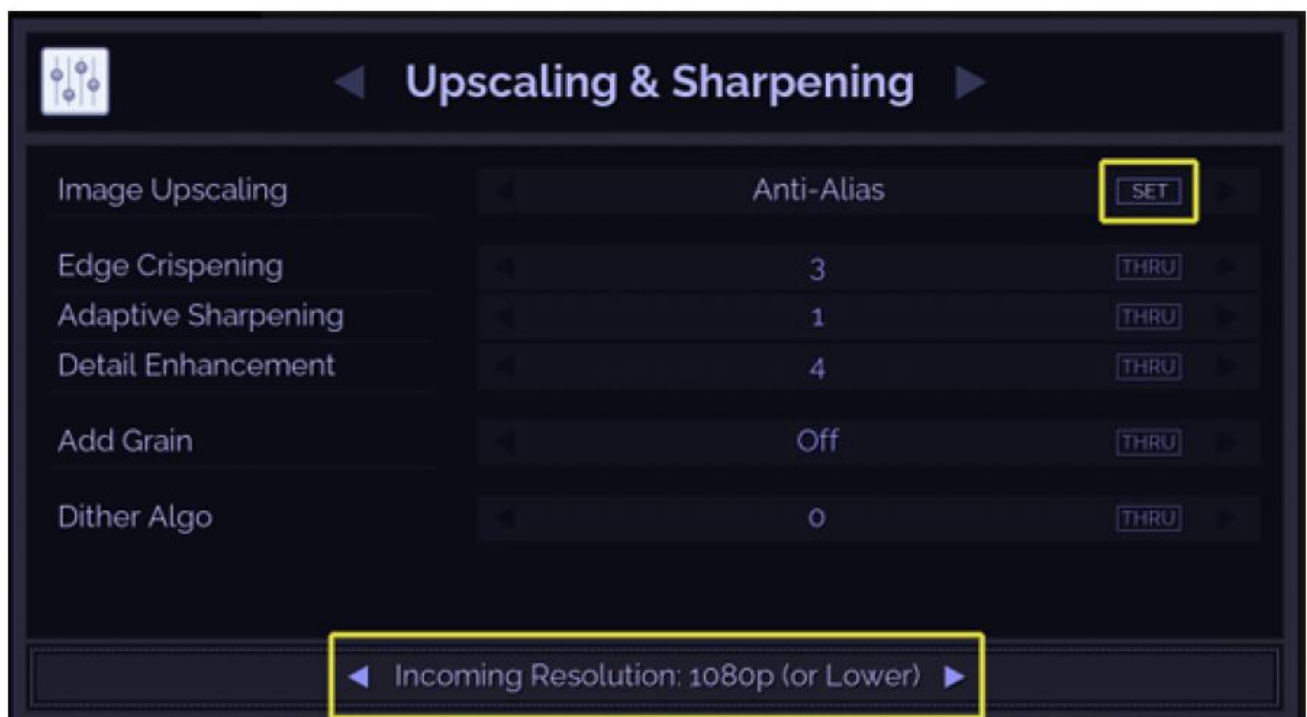 Upscaling & Sharpening
Image Upscaling Anti-Alias SET
Edge Crispening 3 THRU
Adaptive Sharpening 1 THRU
Detail Enhancement 4 THRU
Add Grain Off THRU
Dither Algo 0 THRU
Incoming Resolution: 1080p (or Lower)